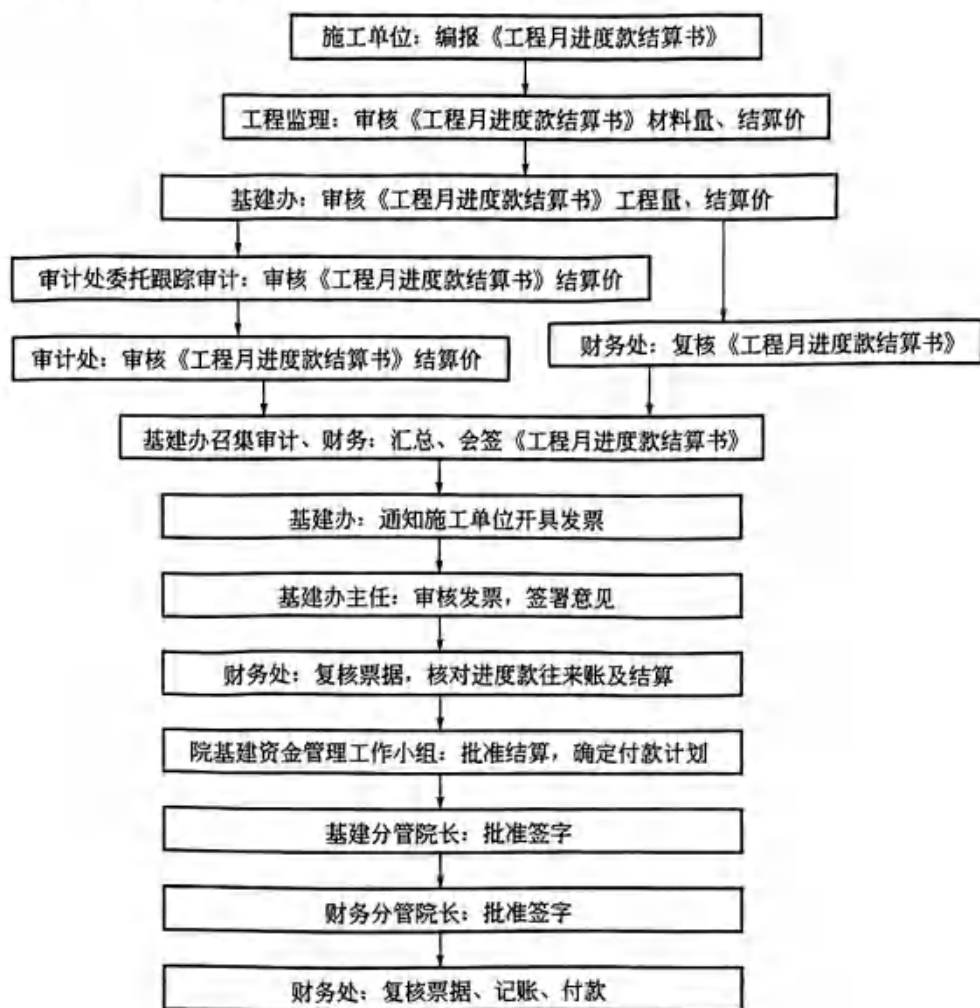 施工单位：编报《工程月进度款结算书》
工程监理：审核《工程月进度款结算书》材料量、结算价
基建办：审核《工程月进度款结算书》工程量、结算价
审计处委托跟踪审计：审核《工程月进度款结算书》结算价
财务处：复核《工程月进度款结算书》
审计处：审核《工程月进度款结算书》结算价
基建办召集审计、财务：汇总、会签《工程月进度款结算书》
基建办：通知施工单位开具发票
基建办主任：审核发票，签署意见
财务处：复核票据，核对进度款往来账及结算
院基建资金管理工作小组：批准结算，确定付款计划
基建分管院长：批准签字
财务分管院长：批准签字
财务处：复核票据、记账、付款